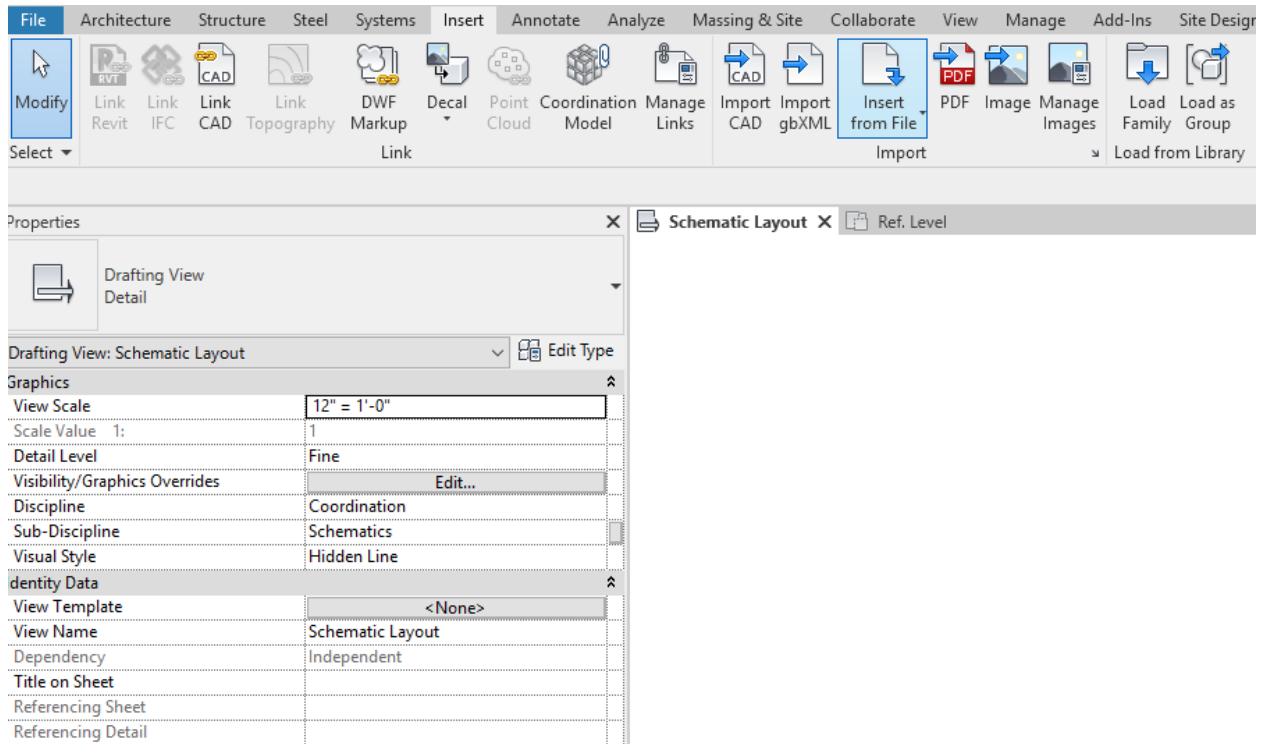 File Architecture Structure Steel Systems Insert Annotate Analyze Massing & Site Collaborate View Manage Add-Ins Site Design
RVT CAD CAD PDF
Modify Link Revit Link IFC Link CAD Link Topography DWF Markup Decal Point Cloud Coordination Model Manage Links Import CAD Import gbXML Insert from File PDF Image Manage Images Load Family Load as Group
Select Link Import Load from Library
Properties
Schematic Layout Ref. Level
Drafting View
Detail
Drafting View: Schematic Layout Edit Type
Graphics
View Scale 12" = 1'-0"
Scale Value 1: 1
Detail Level Fine
Visibility/Graphics Overrides Edit...
Discipline Coordination
Sub-Discipline Schematics
Visual Style Hidden Line
Identity Data
View Template <None>
View Name Schematic Layout
Dependency Independent
Title on Sheet
Referencing Sheet
Referencing Detail